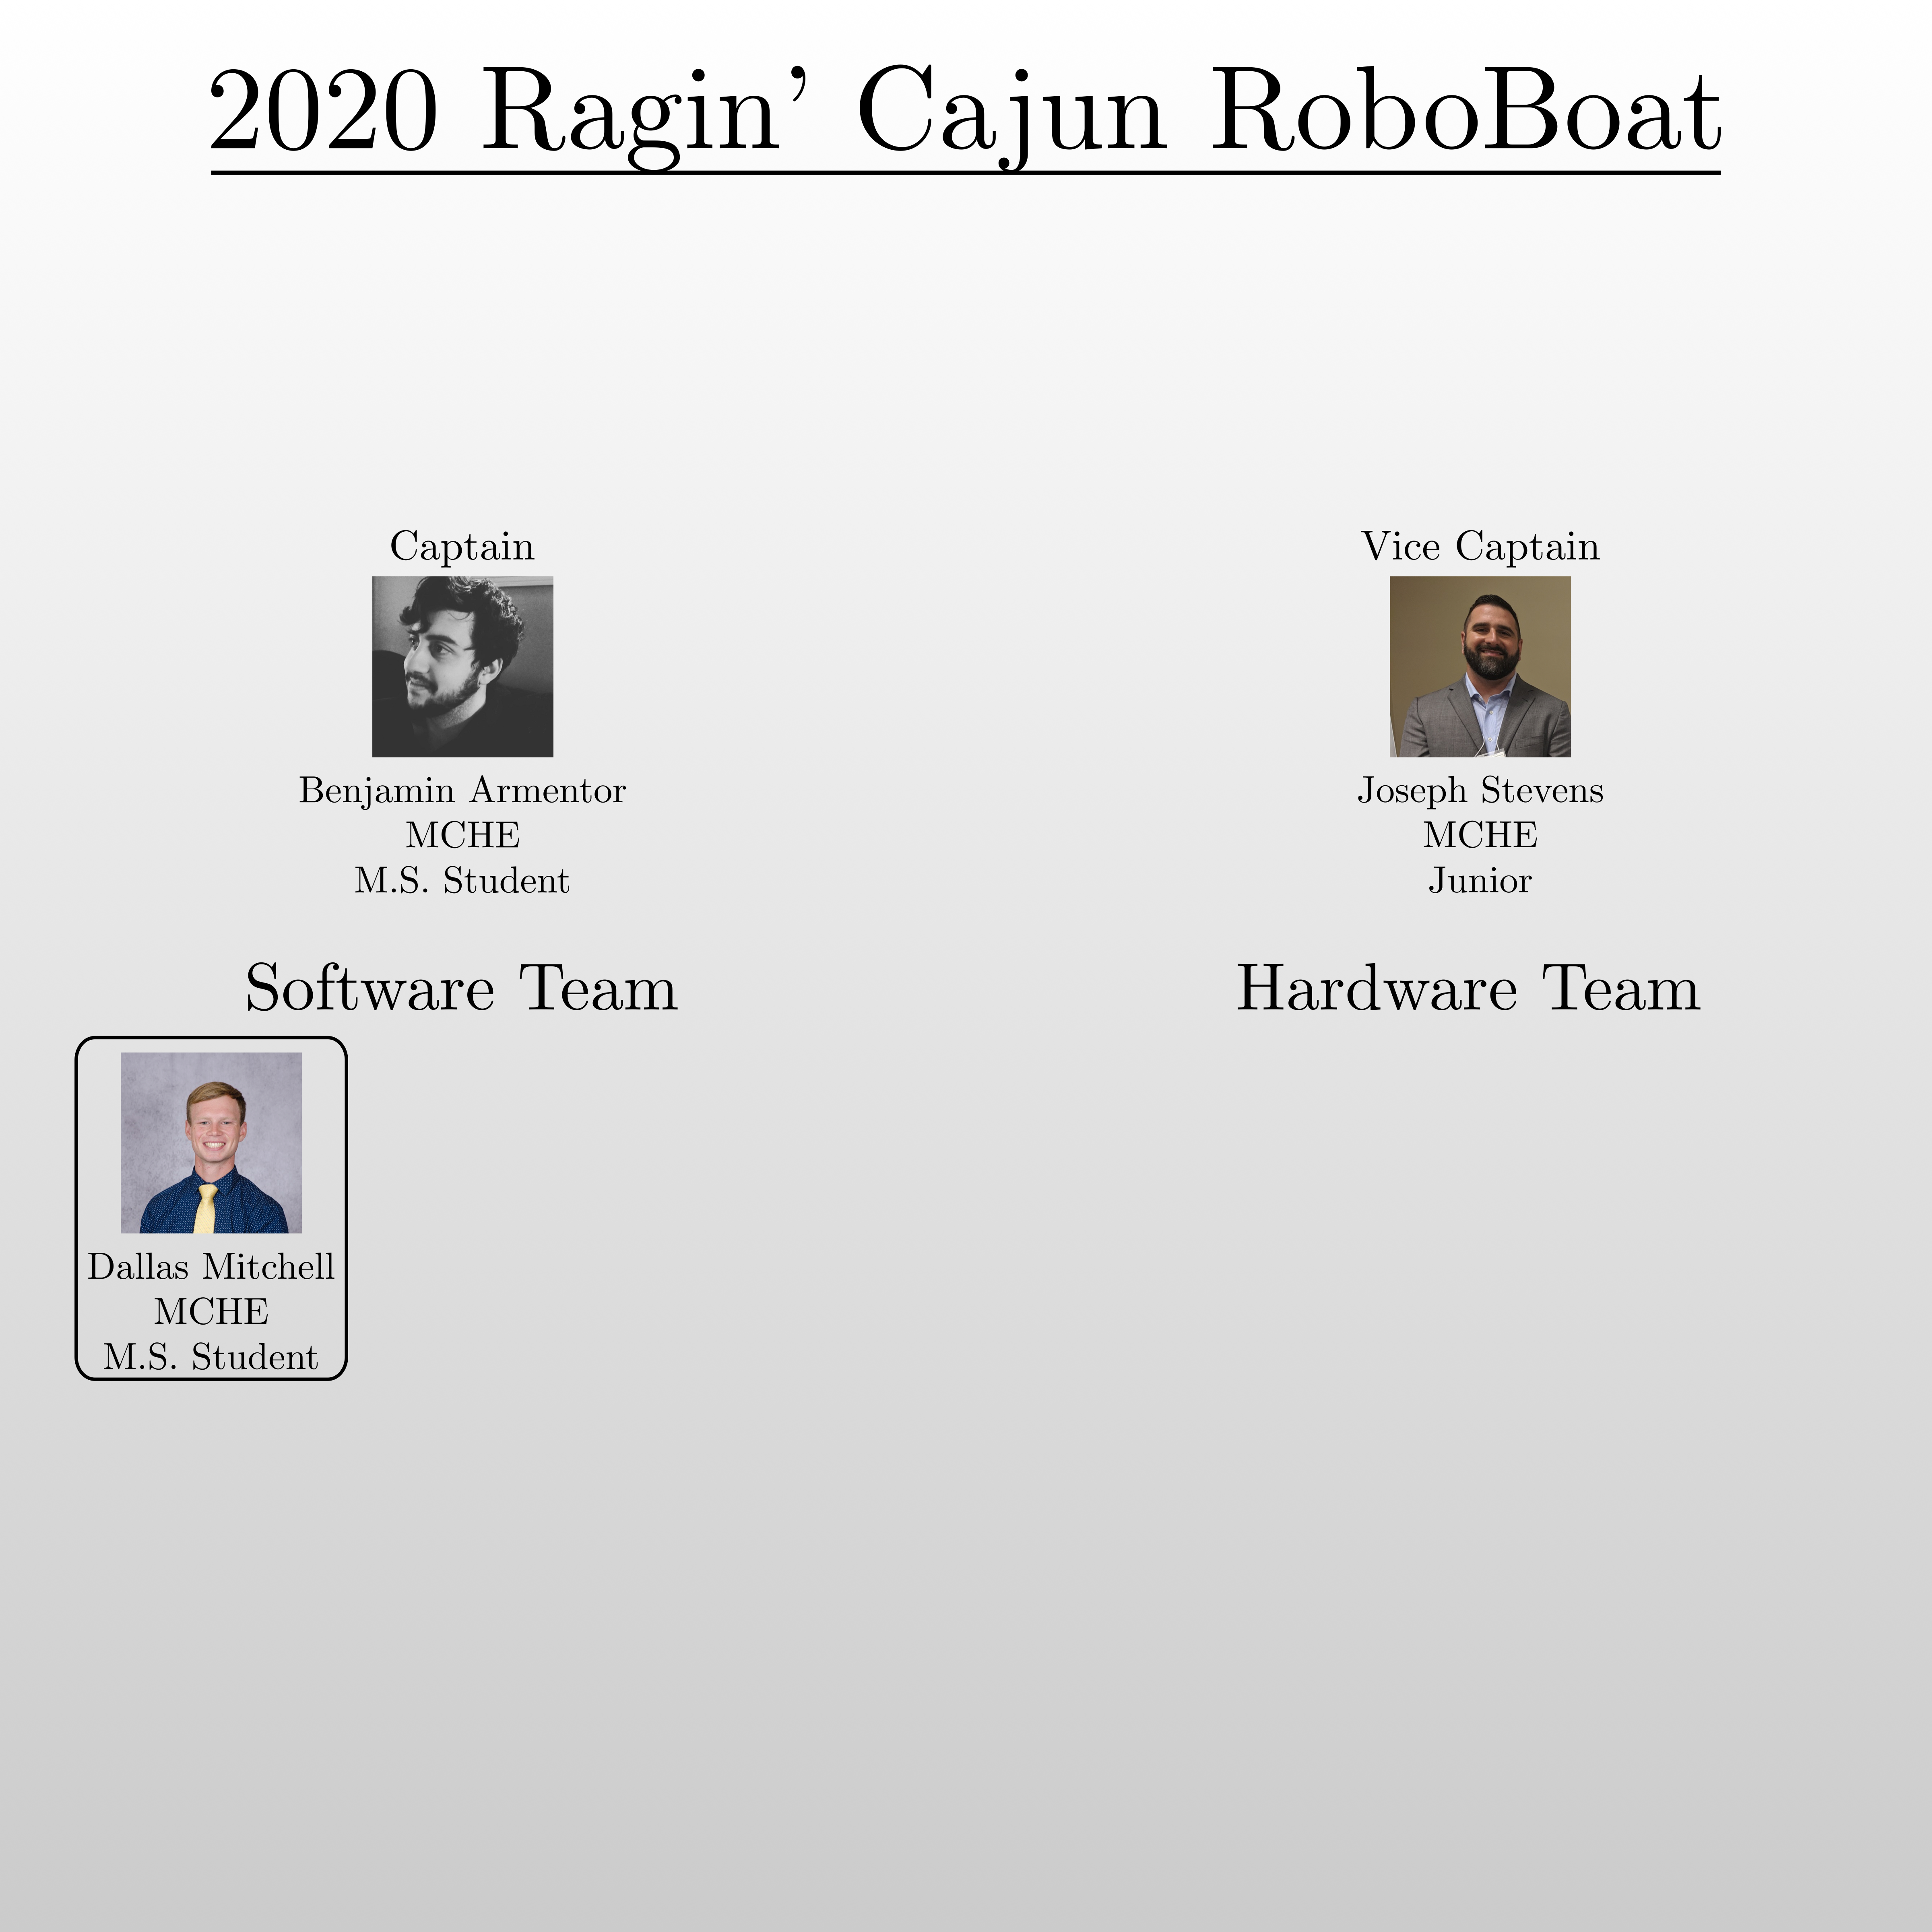 2020 Ragin' Cajun RoboBoat
Captain
Benjamin Armentor
MCHE
M.S. Student
Vice Captain
Joseph Stevens
MCHE
Junior
Software Team
Hardware Team
Dallas Mitchell
MCHE
M.S. Student